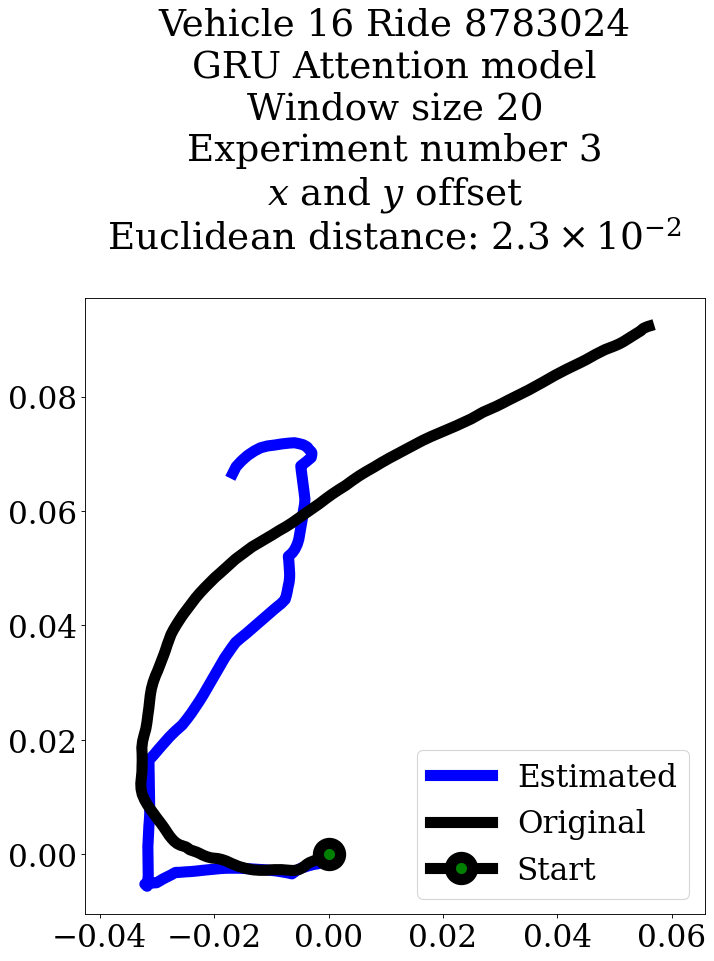 Vehicle 16 Ride 8783024
GRU Attention model
Window size 20
Experiment number 3
x and y offset
Euclidean distance: 2.3 × 10⁻²
0.08
0.06
0.04
0.02
0.00
−0.04 −0.02 0.00 0.02 0.04 0.06
Estimated
Original
Start